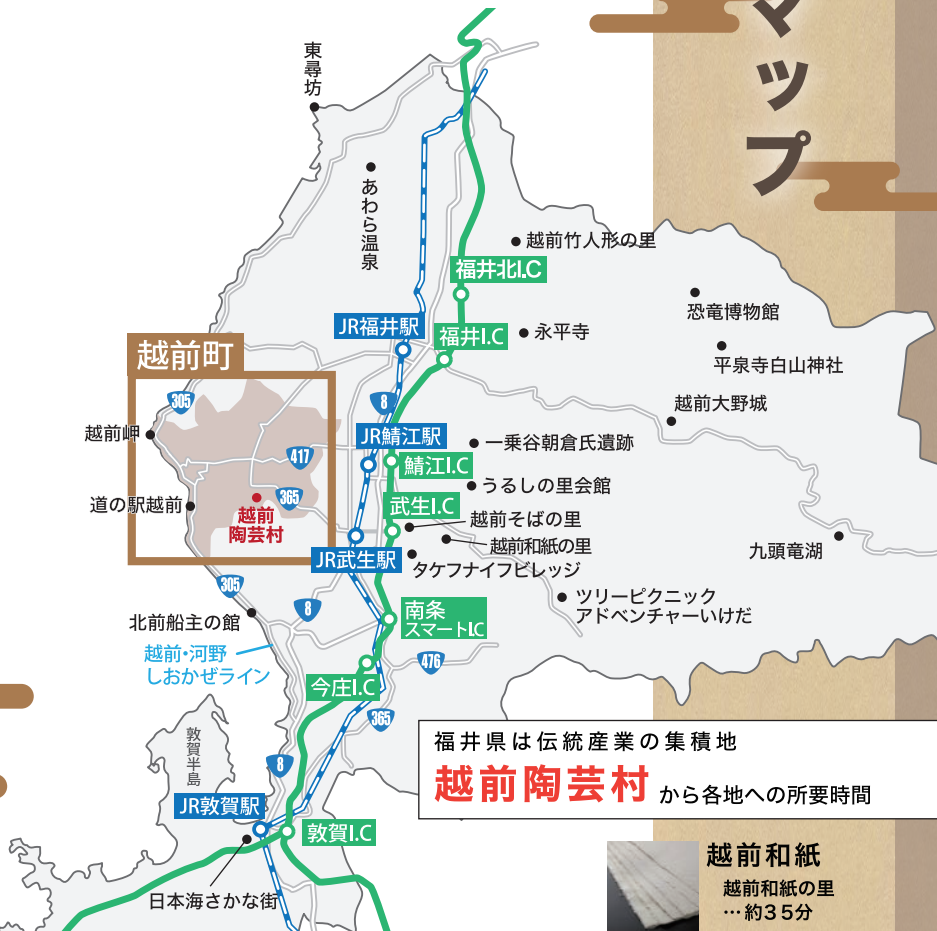 マップ
東尋坊
あわら温泉
越前竹人形の里
福井北I.C
恐竜博物館
JR福井駅
福井I.C
永平寺
越前町
平泉寺白山神社
305
8
越前大野城
越前岬
JR鯖江駅
一乗谷朝倉氏遺跡
417
鯖江I.C
365
うるしの里会館
道の駅越前
武生I.C
越前
陶芸村
越前そばの里
越前和紙の里
九頭竜湖
JR武生駅
タケフナイフビレッジ
305
8
ツリーピクニック
アドベンチャーいけだ
北前船主の館
南条
スマートI.C
越前・河野
しおかぜライン
476
今庄I.C
365
敦賀半島
8
福井県は伝統産業の集積地
越前陶芸村 から各地への所要時間
JR敦賀駅
敦賀I.C
日本海さかな街
越前和紙
越前和紙の里
…約35分